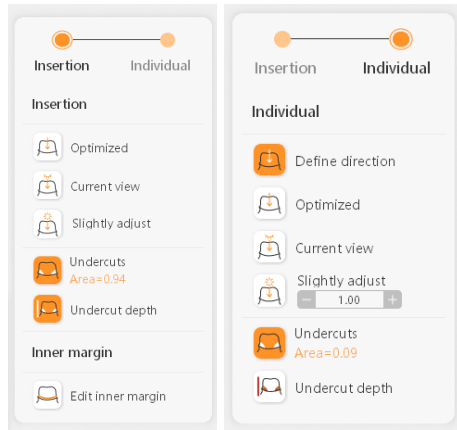 Insertion
Individual
Insertion
Optimized
Current view
Slightly adjust
Undercuts
Area=0.94
Undercut depth
Inner margin
Edit inner margin
Insertion
Individual
Individual
Define direction
Optimized
Current view
Slightly adjust
1.00
Undercuts
Area=0.09
Undercut depth